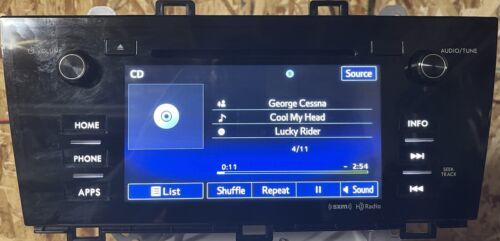 VOLUME
AUDIO/TUNE
CD
Source
George Cessna
Cool My Head
Lucky Rider
4/11
0:11
- 2:54
List
Shuffle
Repeat
Sound
HOME
PHONE
APPS
INFO
SEEK
TRACK
((SiriusXM))
HD Radio